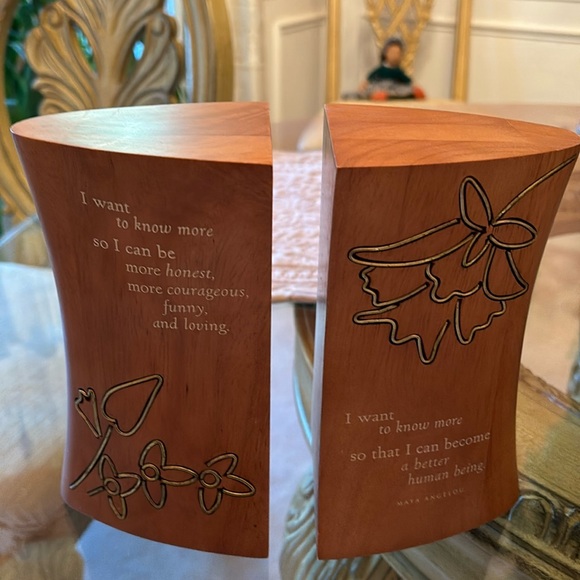 I want
to know more
so I can be
more honest,
more courageous,
funny,
and loving.
I want
to know more
so that I can become
a better
human being.
MAYA ANGELOU